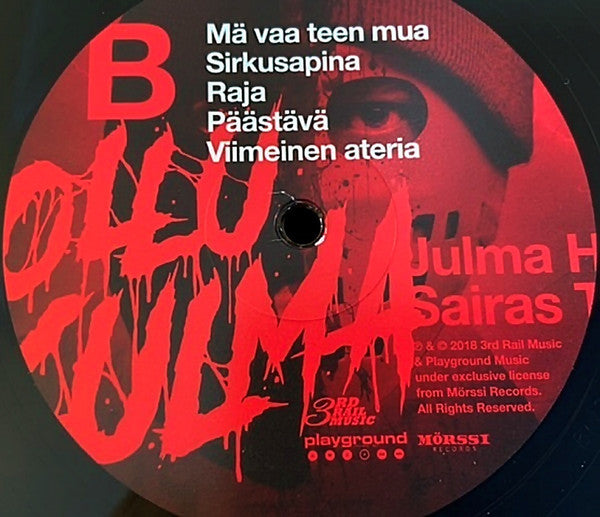 B
Mä vaa teen mua
Sirkusapina
Raja
Päästävä
Viimeinen ateria
JULMA
Julma H
Sairas T
℗ & © 2018 3rd Rail Music
& Playground Music
under exclusive license
from Mörssi Records.
All Rights Reserved.
3RD
RAIL
MUSIC
playground
MÖRSSI
RECORDS